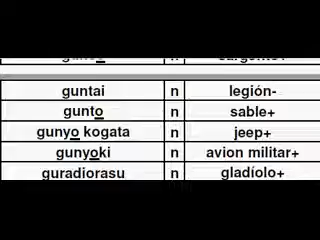 guntai n legión-
gunto n sable+
gunyo kogata n jeep+
gunyoki n avion militar+
guradiorasu n gladíolo+